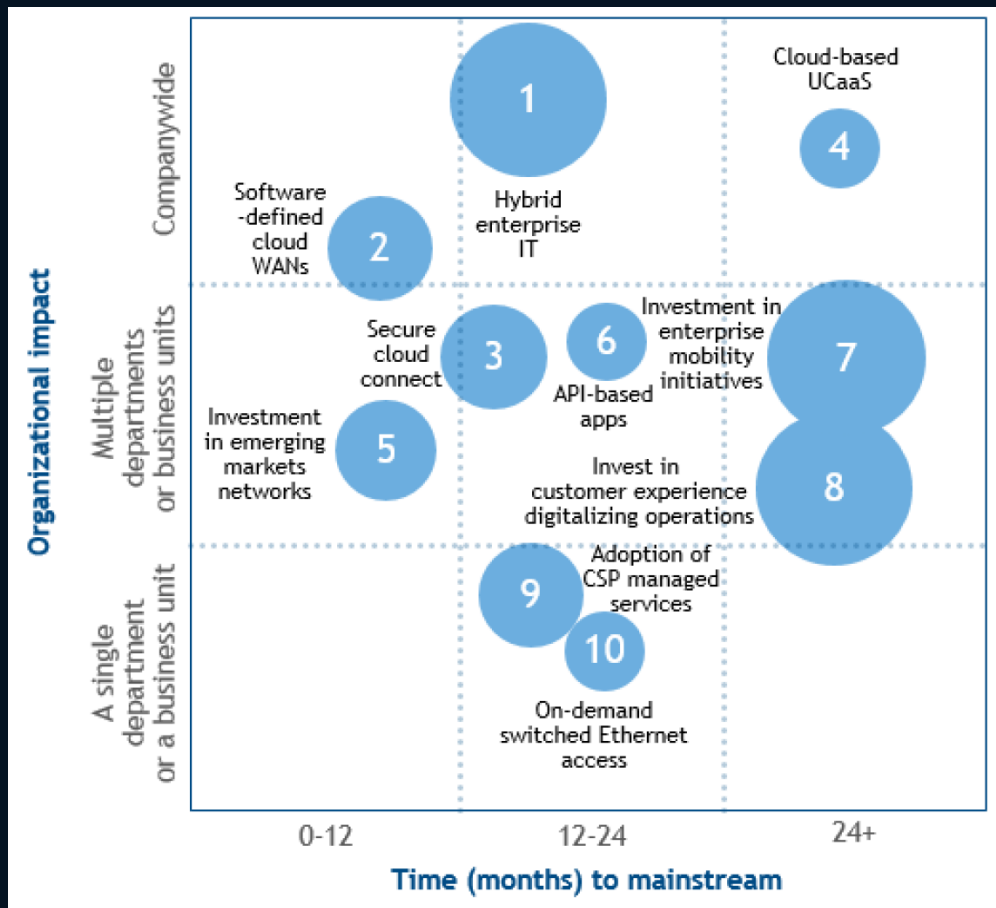 Organizational impact
Companywide
Multiple
departments
or business units
A single
department
or a business unit
1
Hybrid
enterprise
IT
Cloud-based
UCaaS
4
Software
-defined
cloud
WANs
2
Secure
cloud
connect
3
6
API-based
apps
Investment in
enterprise
mobility
initiatives
7
Investment
in emerging
markets
networks
5
Invest in
customer experience
digitalizing operations
8
9
Adoption of
CSP managed
services
10
On-demand
switched Ethernet
access
0-12
12-24
24+
Time (months) to mainstream